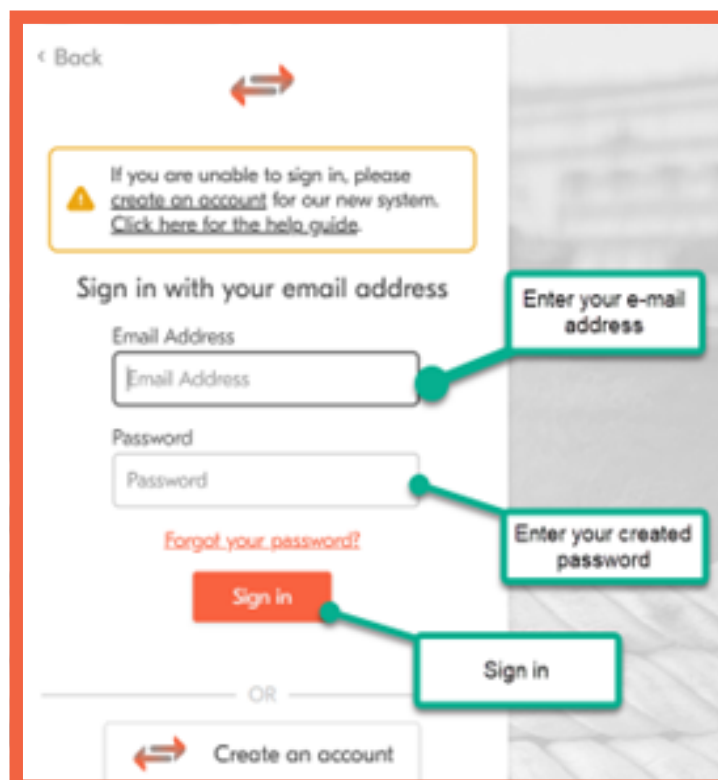 < Back
If you are unable to sign in, please
create an account for our new system.
Click here for the help guide.
Sign in with your email address
Enter your e-mail
address
Email Address
Email Address
Password
Password
Enter your created
password
Forgot your password?
Sign in
Sign in
OR
Create an account